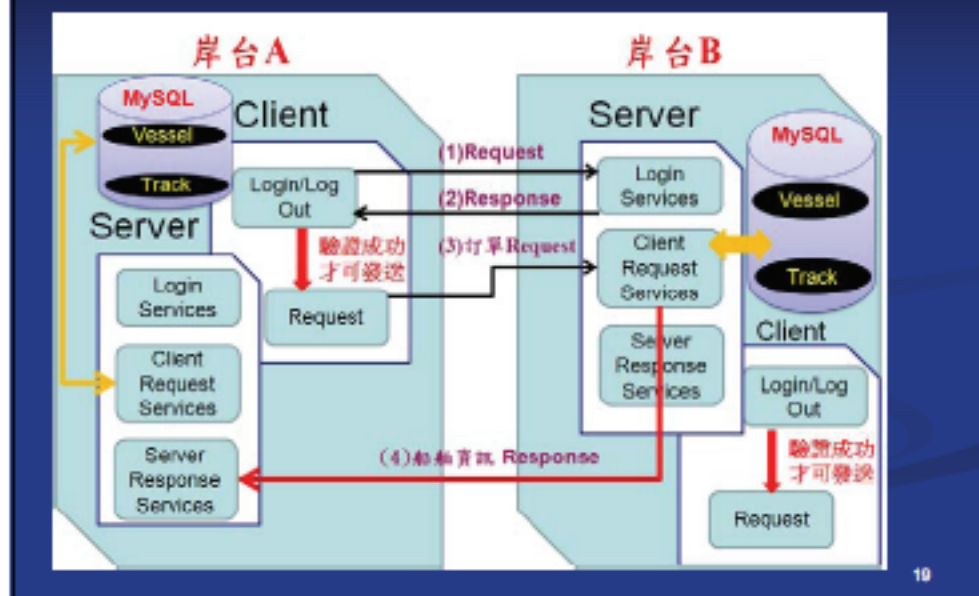 岸台A
岸台B
MySQL
Vessel
Track
Client
Server
Login/Log
Out
驗證成功
才可發送
Request
Login
Services
Client
Request
Services
Server
Response
Services
(1)Request
(2)Response
(3)訂單Request
(4)船舶資訊 Response
Server
Login
Services
Client
Request
Services
Server
Response
Services
MySQL
Vessel
Track
Client
Login/Log
Out
驗證成功
才可發送
Request
19